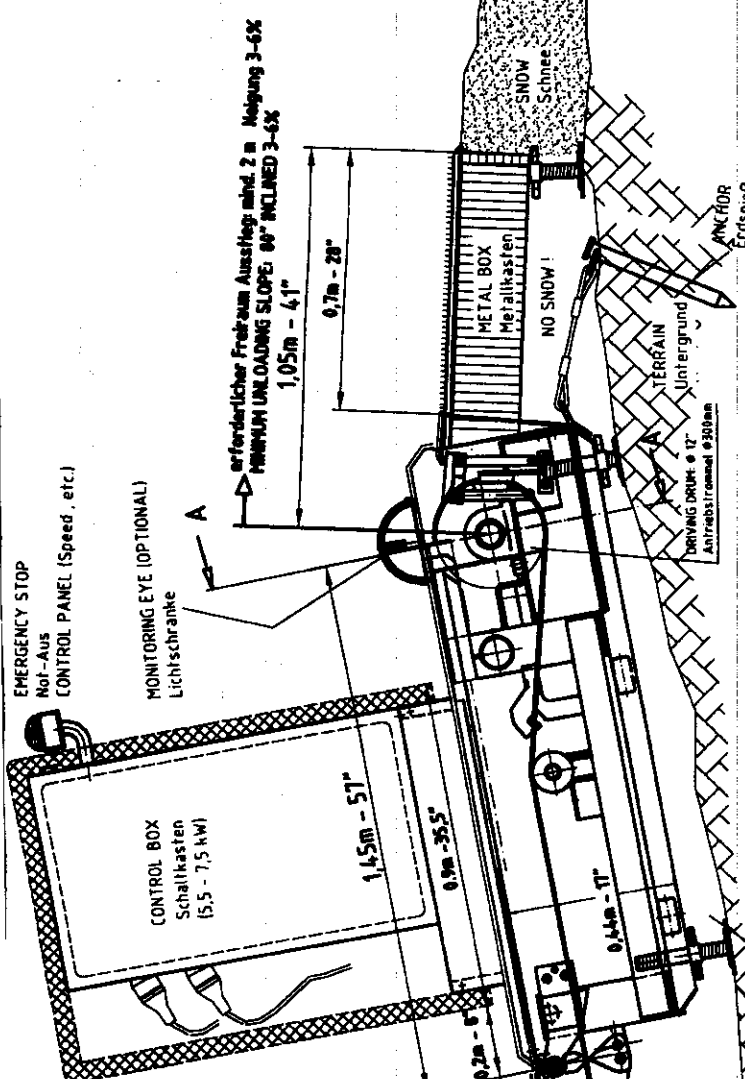 EMERGENCY STOP
Not-Aus
CONTROL PANEL (Speed , etc.)
MONITORING EYE (OPTIONAL)
Lichtschranke
erforderlicher Freiraum Ausstieg: mind. 2 m Neigung 3-6%
MINIMUM UNLOADING SLOPE: 80" INCLINED 3-6%
1,05m - 41"
0,7m - 28"
A
CONTROL BOX
Schaltkasten
(5,5 - 7,5 kW)
1,45m - 57"
0,9m -35,5"
0,2m - 8"
0,44m - 17"
METAL BOX
Metallkasten
NO SNOW !
SNOW
Schnee
ANCHOR
TERRAIN
Untergrund
A
DRIVING DRUM: ø 12"
Antriebstrommel ø300mm